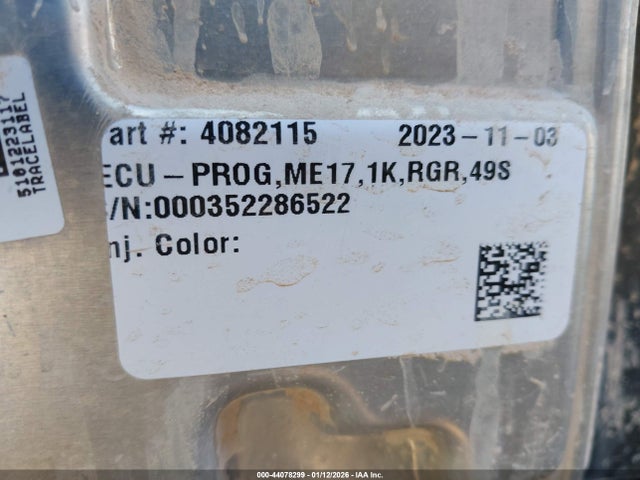 5101223117
TRACELABEL
art #: 4082115 2023-11-03
ECU-PROG,ME17,1K,RGR,49S
/N:000352286522
nj. Color:
000-44078299 - 01/12/2026 - IAA Inc.